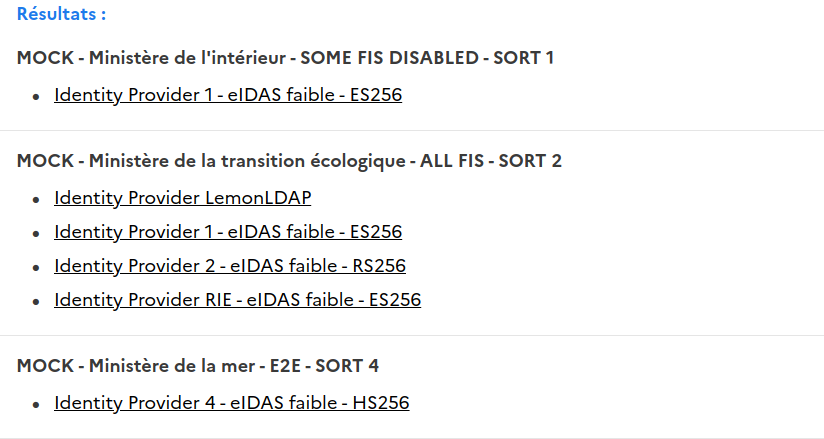 Résultats :
MOCK - Ministère de l'intérieur - SOME FIS DISABLED - SORT 1
Identity Provider 1 - eIDAS faible - ES256
MOCK - Ministère de la transition écologique - ALL FIS - SORT 2
Identity Provider LemonLDAP
Identity Provider 1 - eIDAS faible - ES256
Identity Provider 2 - eIDAS faible - RS256
Identity Provider RIE - eIDAS faible - ES256
MOCK - Ministère de la mer - E2E - SORT 4
Identity Provider 4 - eIDAS faible - HS256